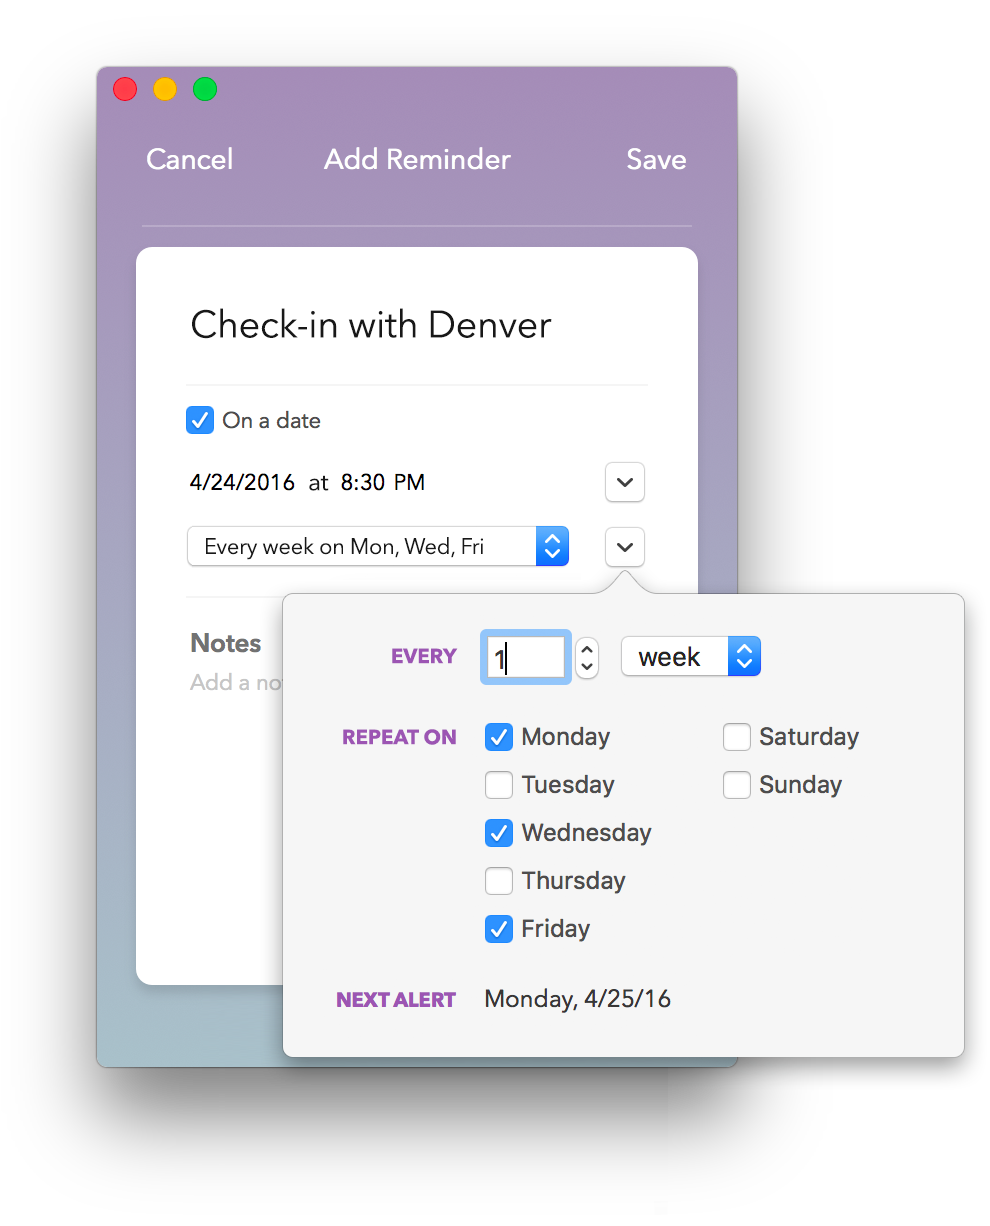 Cancel Add Reminder Save
Check-in with Denver
On a date
4/24/2016 at 8:30 PM
Every week on Mon, Wed, Fri
Notes
Add a no
EVERY 1 week
REPEAT ON Monday Saturday
Tuesday Sunday
Wednesday
Thursday
Friday
NEXT ALERT Monday, 4/25/16